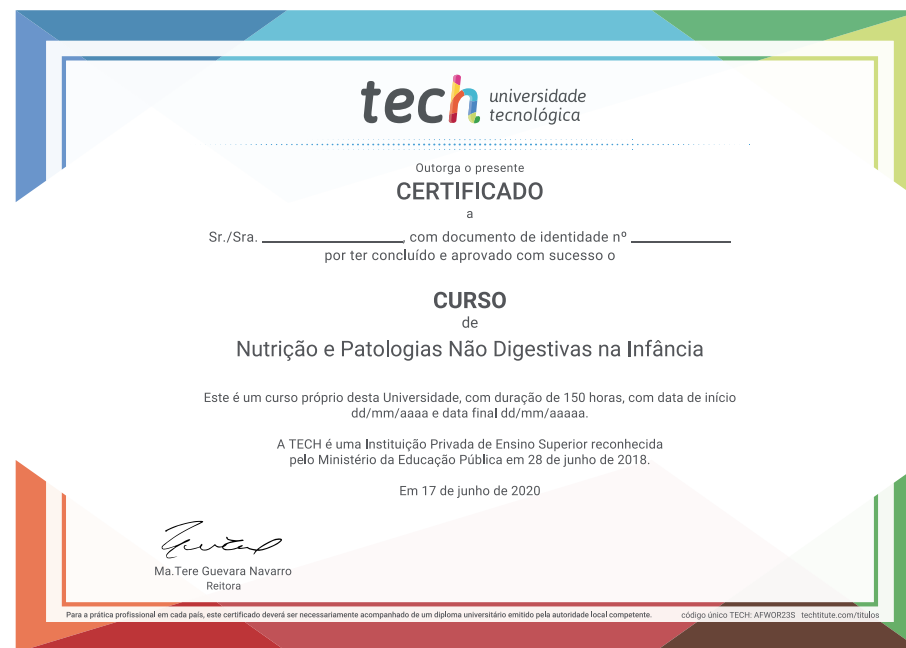 tech universidade
tecnológica
Outorga o presente
CERTIFICADO
a
Sr./Sra. ____________________, com documento de identidade nº ______________
por ter concluído e aprovado com sucesso o
CURSO
de
Nutrição e Patologias Não Digestivas na Infância
Este é um curso próprio desta Universidade, com duração de 150 horas, com data de início
dd/mm/aaaa e data final dd/mm/aaaaa.
A TECH é uma Instituição Privada de Ensino Superior reconhecida
pelo Ministério da Educação Pública em 28 de junho de 2018.
Em 17 de junho de 2020
Ma.Tere Guevara Navarro
Reitora
Para a prática profissional em cada país, este certificado deverá ser necessariamente acompanhado de um diploma universitário emitido pela autoridade local competente. código único TECH: AFWOR23S techtitute.com/titulos